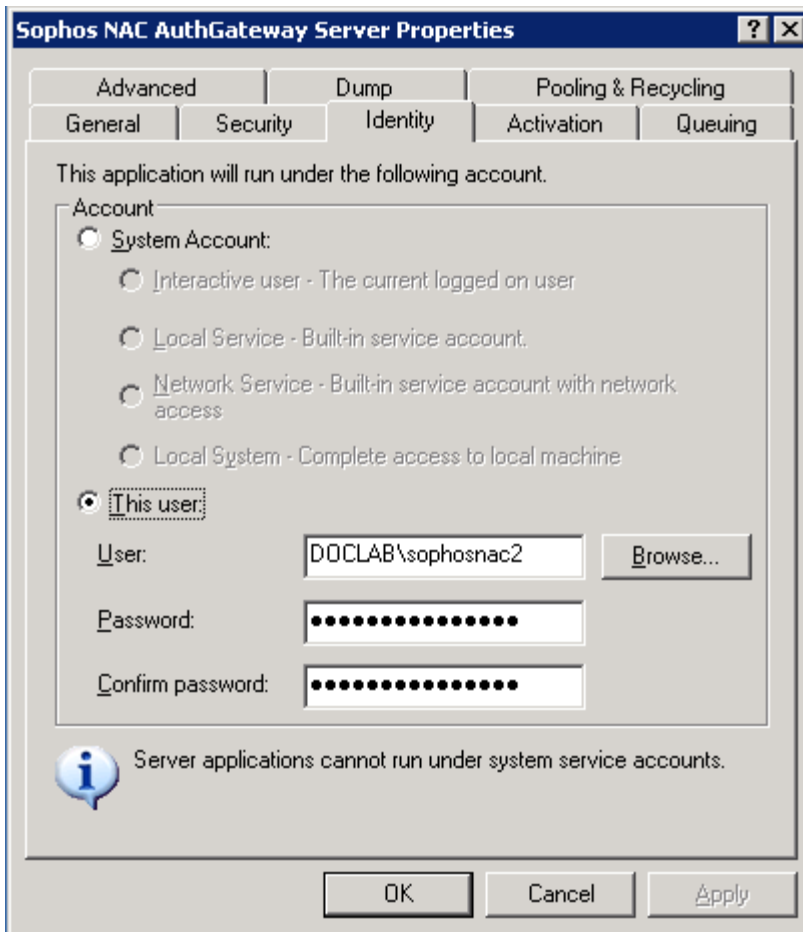 Sophos NAC AuthGateway Server Properties
Advanced Dump Pooling & Recycling
General Security Identity Activation Queuing
This application will run under the following account.
Account
System Account:
Interactive user - The current logged on user
Local Service - Built-in service account.
Network Service - Built-in service account with network
access
Local System - Complete access to local machine
This user:
User: DOCLAB\sophosnac2 Browse...
Password: ●●●●●●●●●●●●●●●
Confirm password: ●●●●●●●●●●●●●●●
Server applications cannot run under system service accounts.
OK Cancel Apply